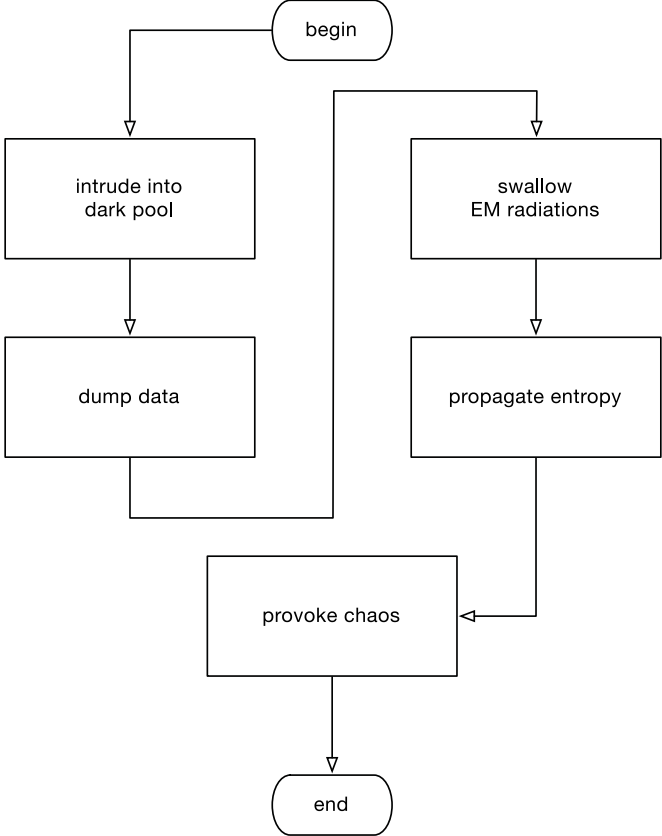 begin
intrude into
dark pool
dump data
swallow
EM radiations
propagate entropy
provoke chaos
end